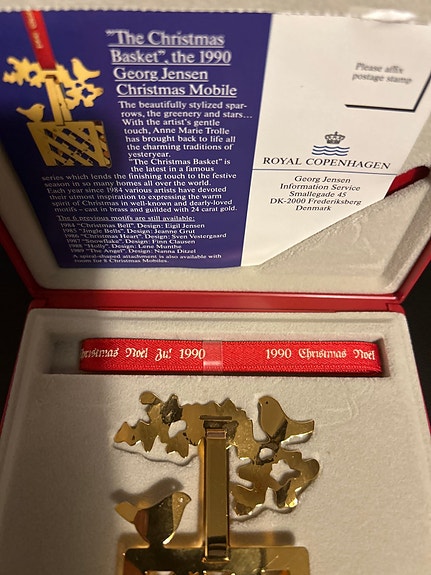 "The Christmas
Basket", the 1990
Georg Jensen
Christmas Mobile
The beautifully stylized spar-
rows, the greenery and stars...
With the artist's gentle
touch, Anne Marie Trolle
has brought back to life all
the charming traditions of
yesteryear.
"The Christmas Basket" is
the latest in a famous
series which lends the finishing touch to the festive
season in so many homes all over the world.
Each year since 1984 various artists have devoted
their utmost inspiration to expressing the warm
spirit of Christmas in well-known and dearly-loved
motifs - cast in brass and guilded with 24 carat gold.
The 6 previous motifs are still available:
1984 "Christmas Bell". Design: Eigil Jensen
1985 "Jingle Bells". Design: Jeanne Grut
1986 "Christmas Heart". Design: Sven Vestergaard
1987 "Snowflake". Design: Finn Clausen
1988 "Holly". Design: Lene Munthe
1989 "The Angel". Design: Nanna Ditzel
A spiral-shaped attachment is also available with
room for 8 Christmas Mobiles.
Please affix
postage stamp
ROYAL COPENHAGEN
Georg Jensen
Information Service
Smallegade 45
DK-2000 Frederiksberg
Denmark
hristmas Noël Jul 1990 1990 Christmas Noël